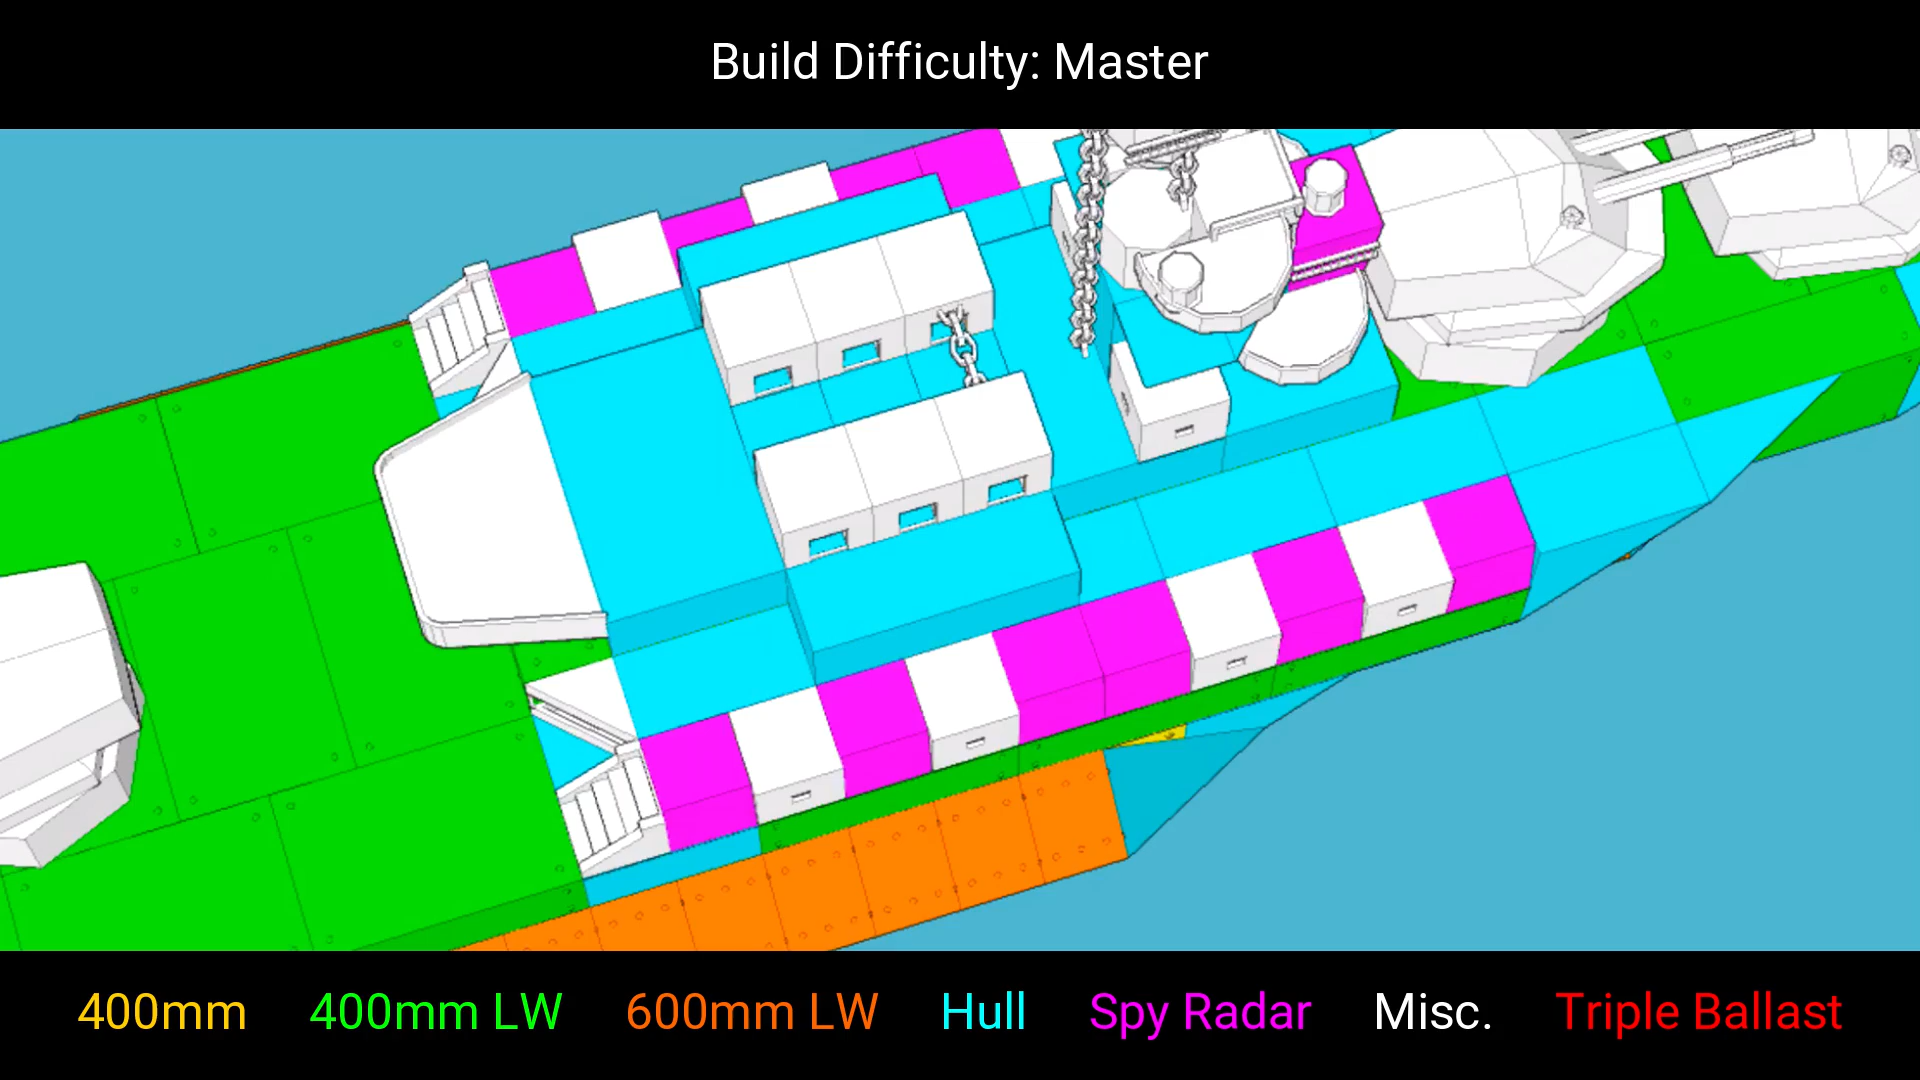 Build Difficulty: Master
400mm 400mm LW 600mm LW Hull Spy Radar Misc. Triple Ballast